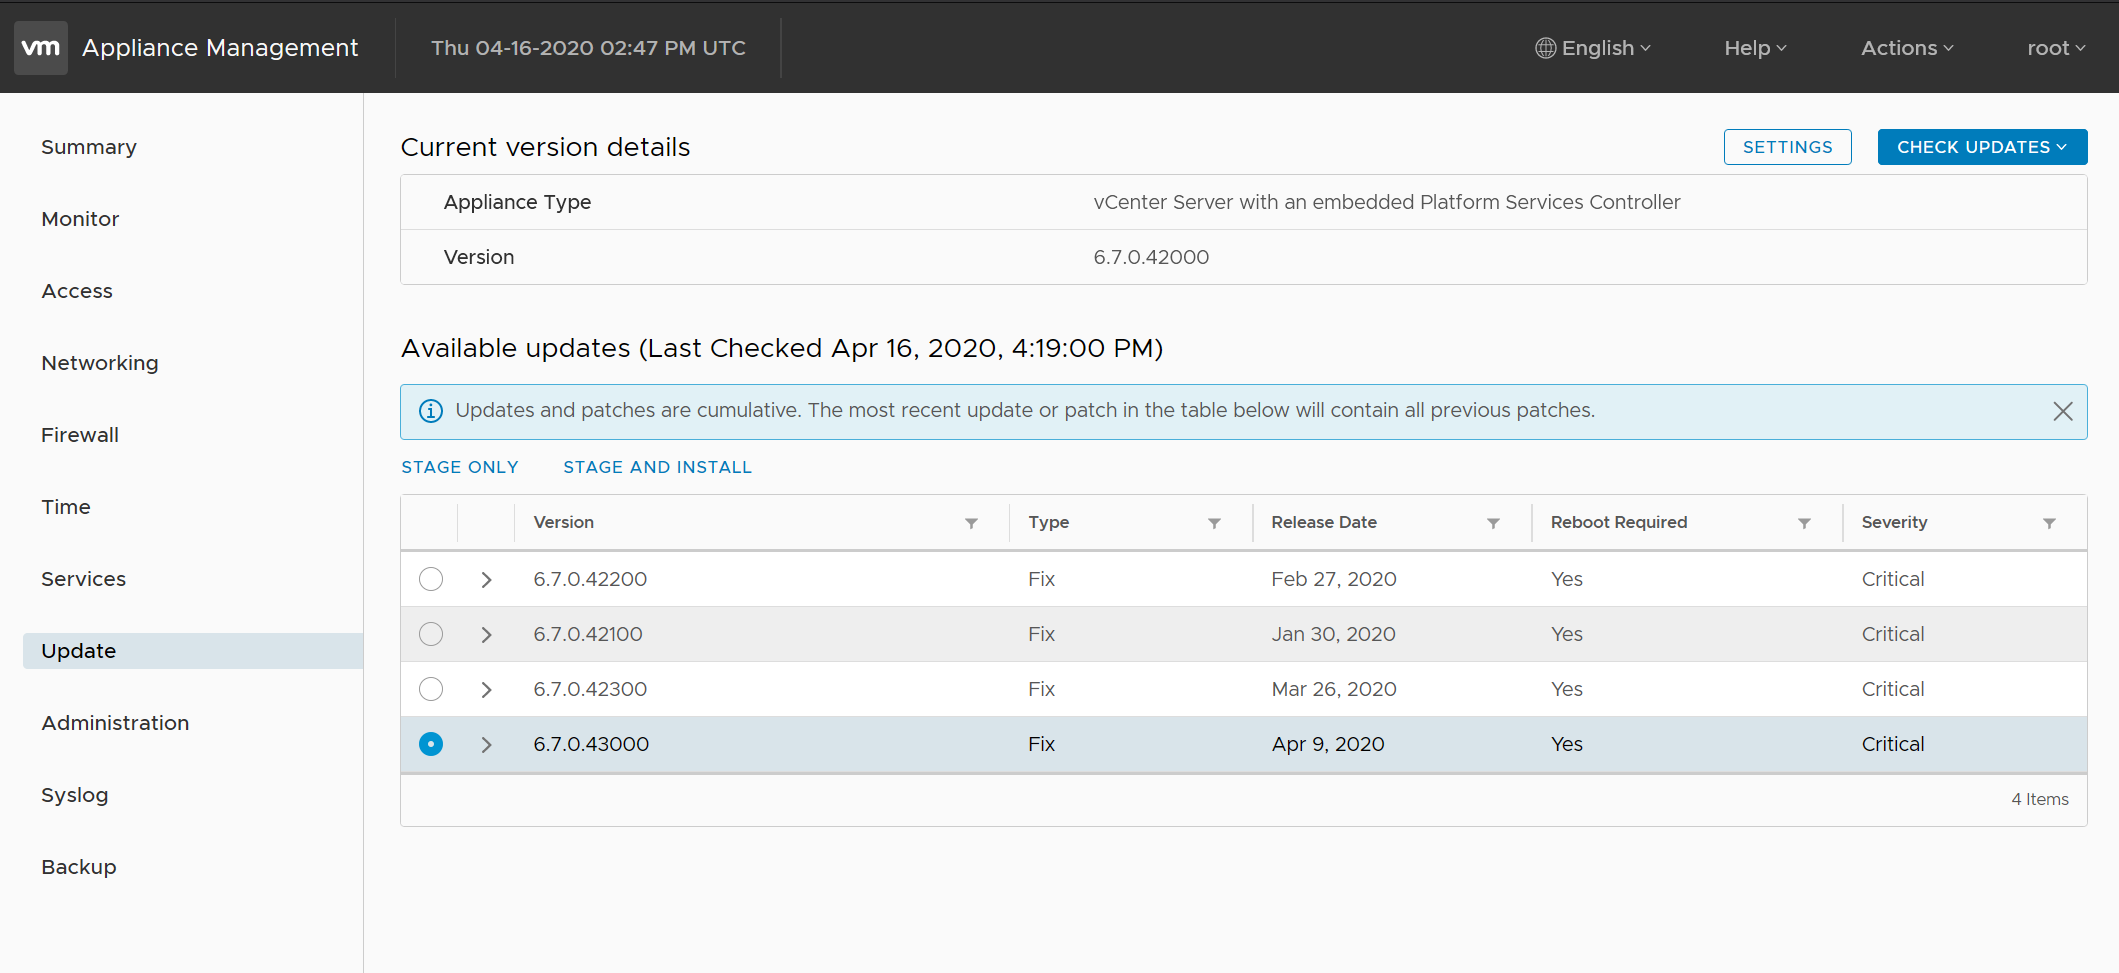 vm Appliance Management Thu 04-16-2020 02:47 PM UTC English Help Actions root
Summary
Monitor
Access
Networking
Firewall
Time
Services
Update
Administration
Syslog
Backup
Current version details SETTINGS CHECK UPDATES
Appliance Type vCenter Server with an embedded Platform Services Controller
Version 6.7.0.42000
Available updates (Last Checked Apr 16, 2020, 4:19:00 PM)
Updates and patches are cumulative. The most recent update or patch in the table below will contain all previous patches.
STAGE ONLY STAGE AND INSTALL
Version Type Release Date Reboot Required Severity
6.7.0.42200 Fix Feb 27, 2020 Yes Critical
6.7.0.42100 Fix Jan 30, 2020 Yes Critical
6.7.0.42300 Fix Mar 26, 2020 Yes Critical
6.7.0.43000 Fix Apr 9, 2020 Yes Critical
4 Items